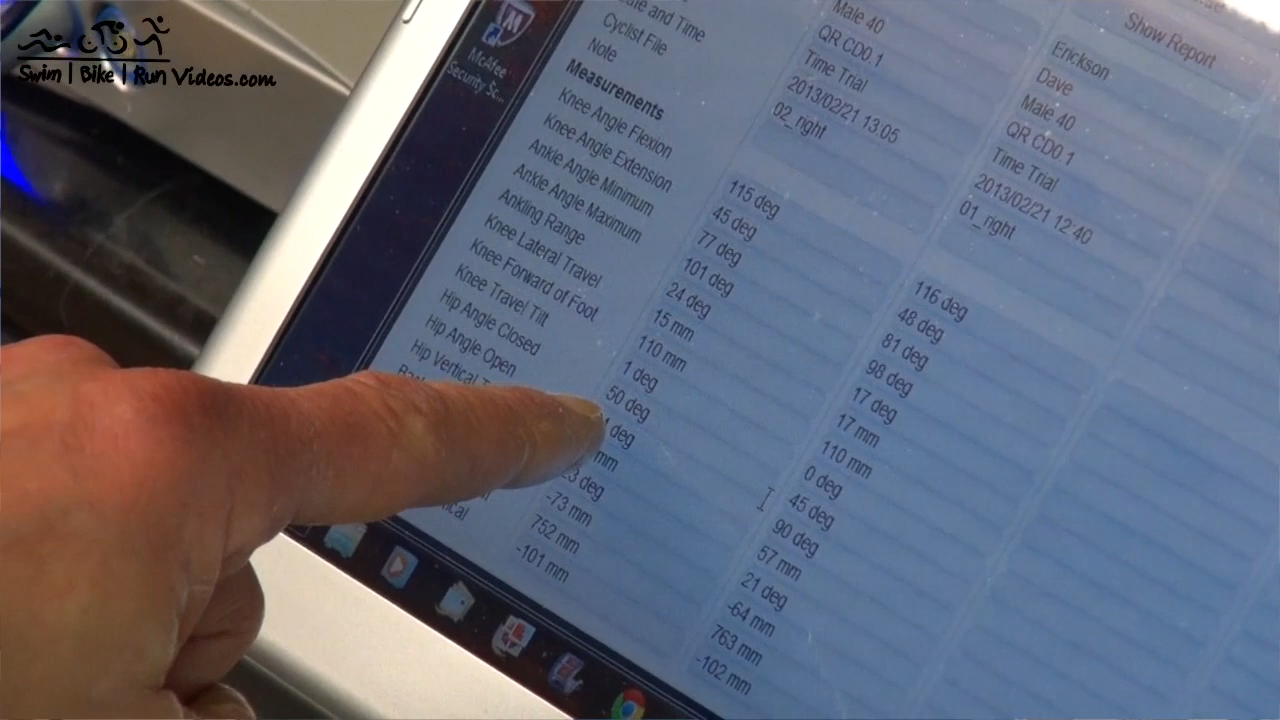 Swim | Bike | Run Videos.com
McAfee
Security Sc...
and Time
Cyclist File
Note
Measurements
Knee Angle Flexion
Knee Angle Extension
Ankle Angle Minimum
Ankle Angle Maximum
Ankling Range
Knee Lateral Travel
Knee Forward of Foot
Knee Travel Tilt
Hip Angle Closed
Hip Angle Open
Hip Vertical
Male 40
QR CD0.1
Time Trial
2013/02/21 13:05
02_right
115 deg
45 deg
77 deg
101 deg
24 deg
15 mm
110 mm
1 deg
50 deg
deg
mm
deg
-73 mm
752 mm
-101 mm
Show Report
Erickson
Dave
Male 40
QR CD0.1
Time Trial
2013/02/21 12:40
01_right
116 deg
48 deg
81 deg
98 deg
17 deg
17 mm
110 mm
0 deg
45 deg
90 deg
57 mm
21 deg
-64 mm
763 mm
-102 mm